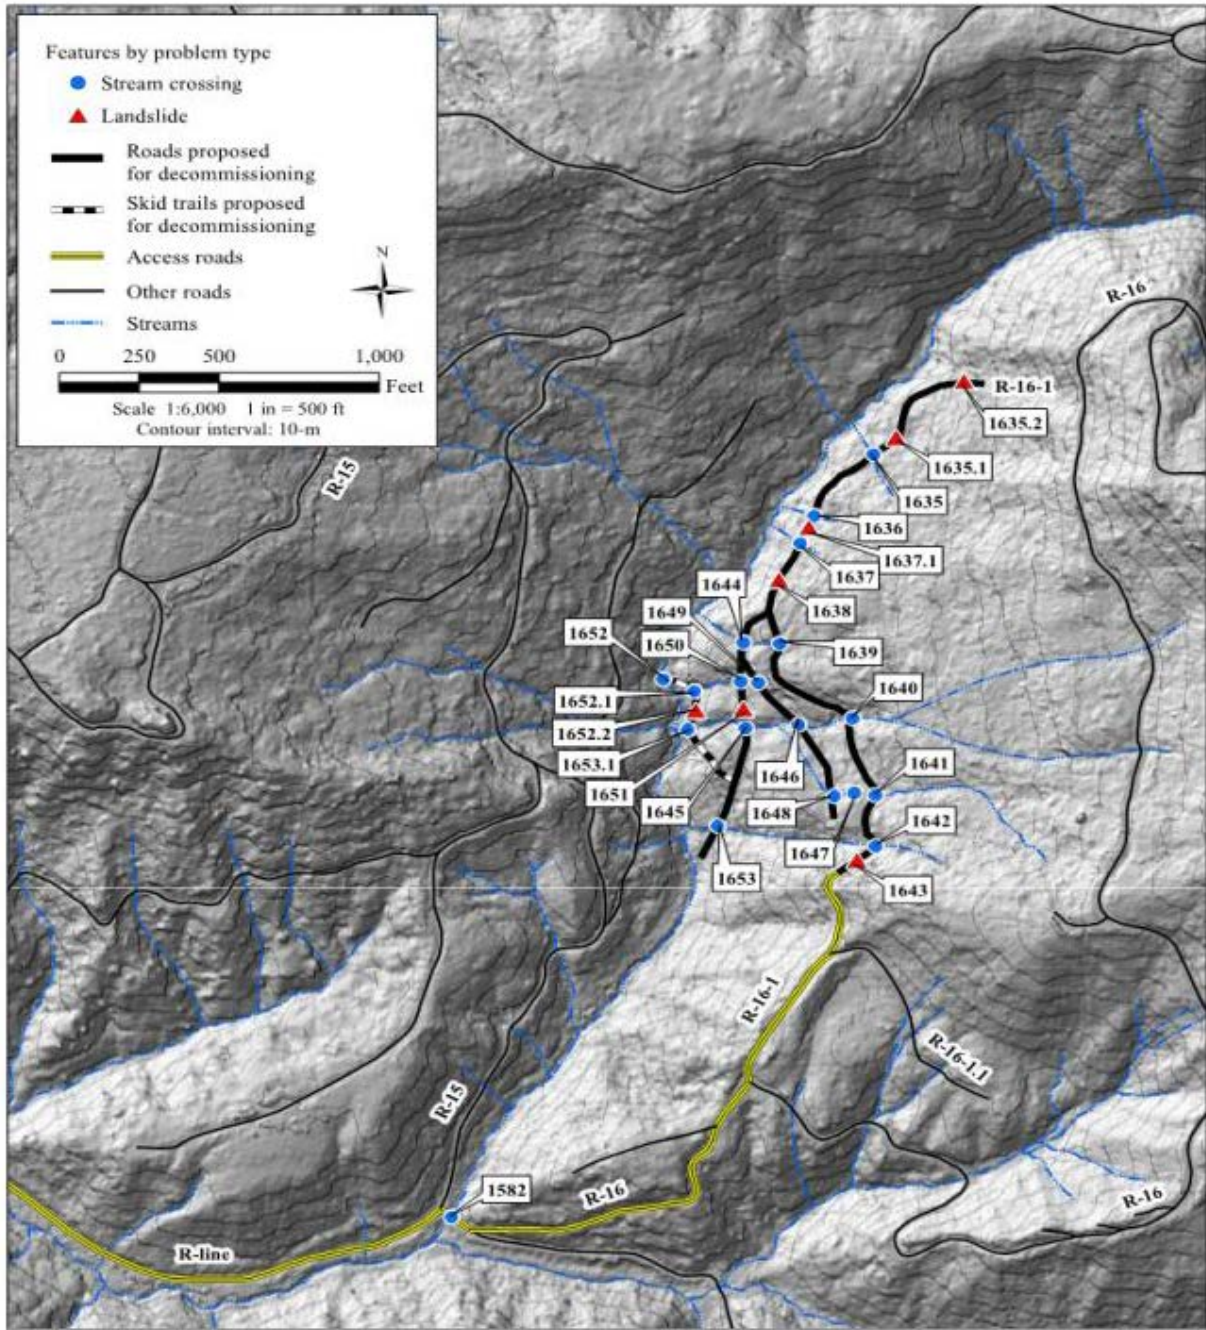 Features by problem type
Stream crossing
Landslide
Roads proposed
for decommissioning
Skid trails proposed
for decommissioning
Access roads
Other roads
Streams
N
0 250 500 1,000
Feet
Scale 1:6,000 1 in = 500 ft
Contour interval: 10-m
R-16
R-16-1
1635.2
1635.1
R-15
1635
1636
1637.1
1637
1644
1638
1649
1652
1650
1639
1640
1652.1
1652.2
1653.1
1646
1641
1651
1645
1648
1642
1647
1653
1643
R-16-1
R-16-1.1
R-15
1582
R-16
R-16
R-line